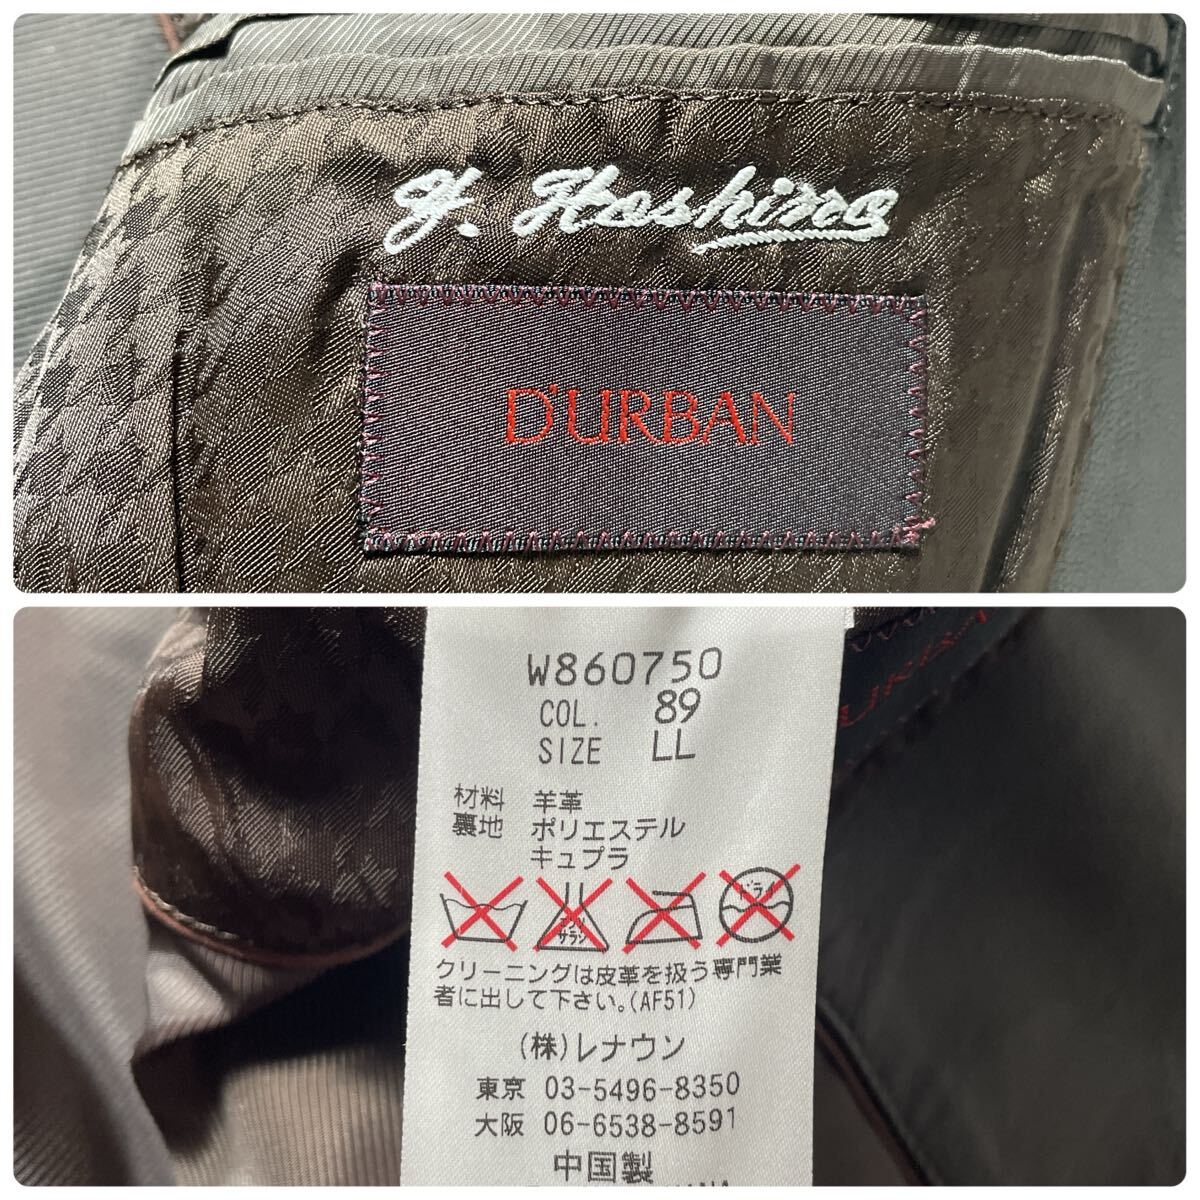 Y. Hoshino
D'URBAN
W860750
COL. 89
SIZE LL
材料 羊革
裏地 ポリエステル
キュプラ
エンソ
サラシ
ドライ
クリーニングは皮革を扱う専門業
者に出して下さい。(AF51)
(株)レナウン
東京 03-5496-8350
大阪 06-6538-8591
中国製